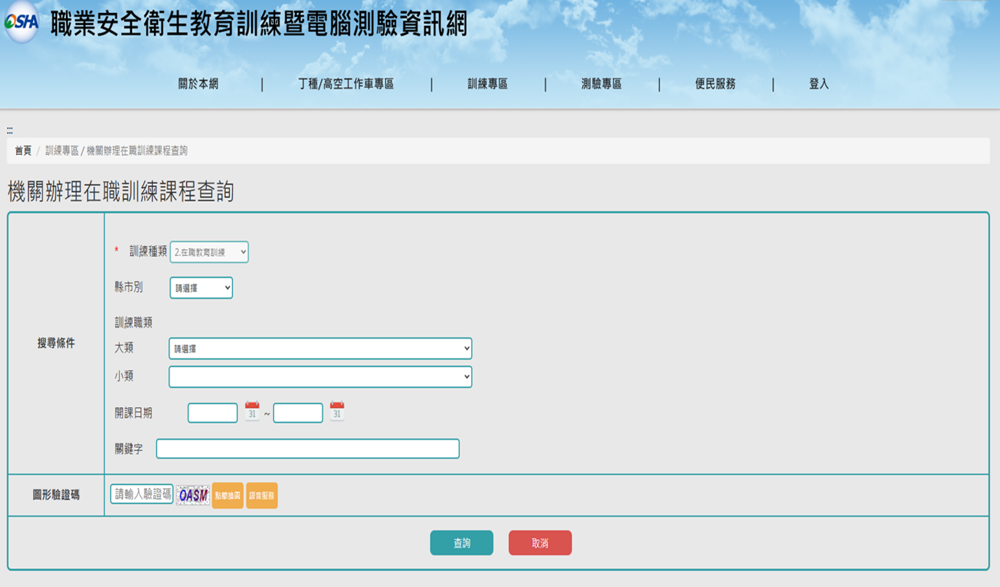 OSHA 職業安全衛生教育訓練暨電腦測驗資訊網
關於本網 | 丁種/高空工作車專區 | 訓練專區 | 測驗專區 | 便民服務 | 登入
:::
首頁 / 訓練專區 / 機關辦理在職訓練課程查詢
機關辦理在職訓練課程查詢
搜尋條件
* 訓練種類 2.在職教育訓練
縣市別 請選擇
訓練職類
大類 請選擇
小類
開課日期 31 ~ 31
關鍵字
圖形驗證碼 請輸入驗證碼 OASM 點擊換圖 語音服務
查詢 取消